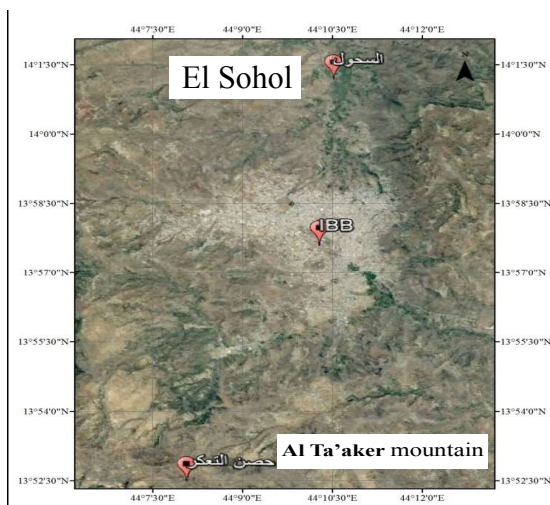 44°7'30"E 44°9'0"E 44°10'30"E 44°12'0"E
14°1'30"N السحول 14°1'30"N
El Sohol
N
14°0'0"N 14°0'0"N
13°58'30"N 13°58'30"N
IBB
13°57'0"N 13°57'0"N
13°55'30"N 13°55'30"N
13°54'0"N 13°54'0"N
Al Ta'aker mountain
حصن التعكر
13°52'30"N 13°52'30"N
44°7'30"E 44°9'0"E 44°10'30"E 44°12'0"E